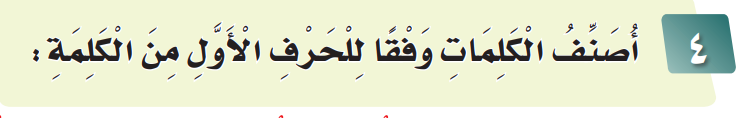 ٤ أُصَنِّفُ الْكَلِمَاتِ وَفْقًا لِلْحَرْفِ الْأَوَّلِ مِنَ الْكَلِمَةِ :